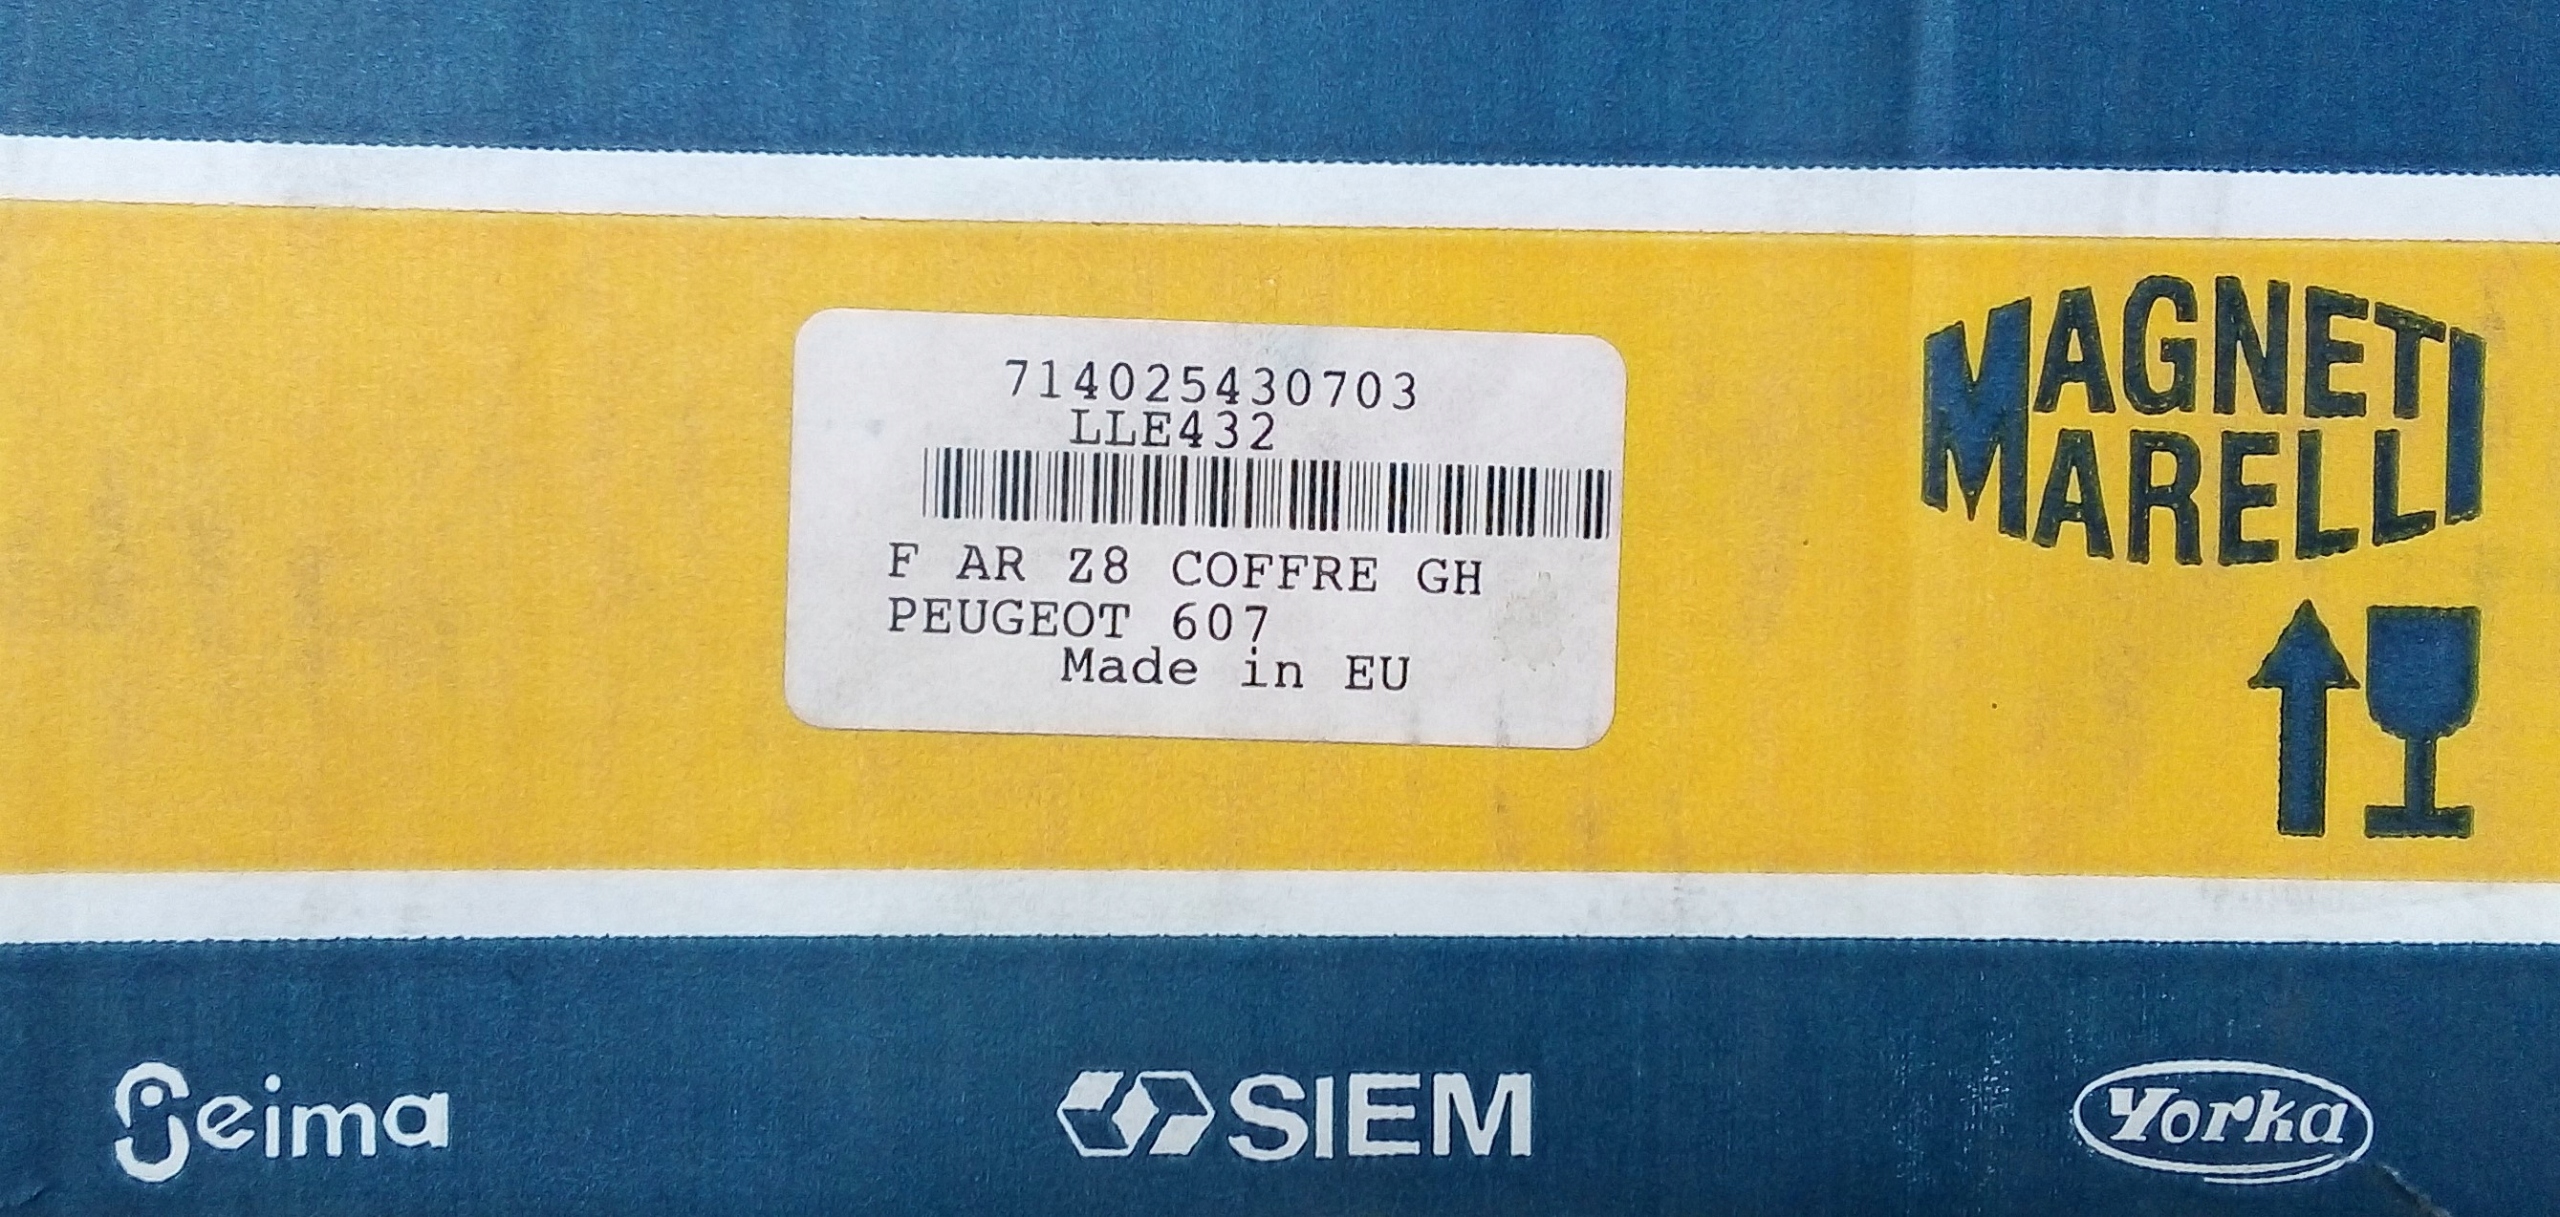 714025430703
LLE432
F AR Z8 COFFRE GH
PEUGEOT 607
Made in EU
MAGNETI
MARELLI
Seima
SIEM
Yorka